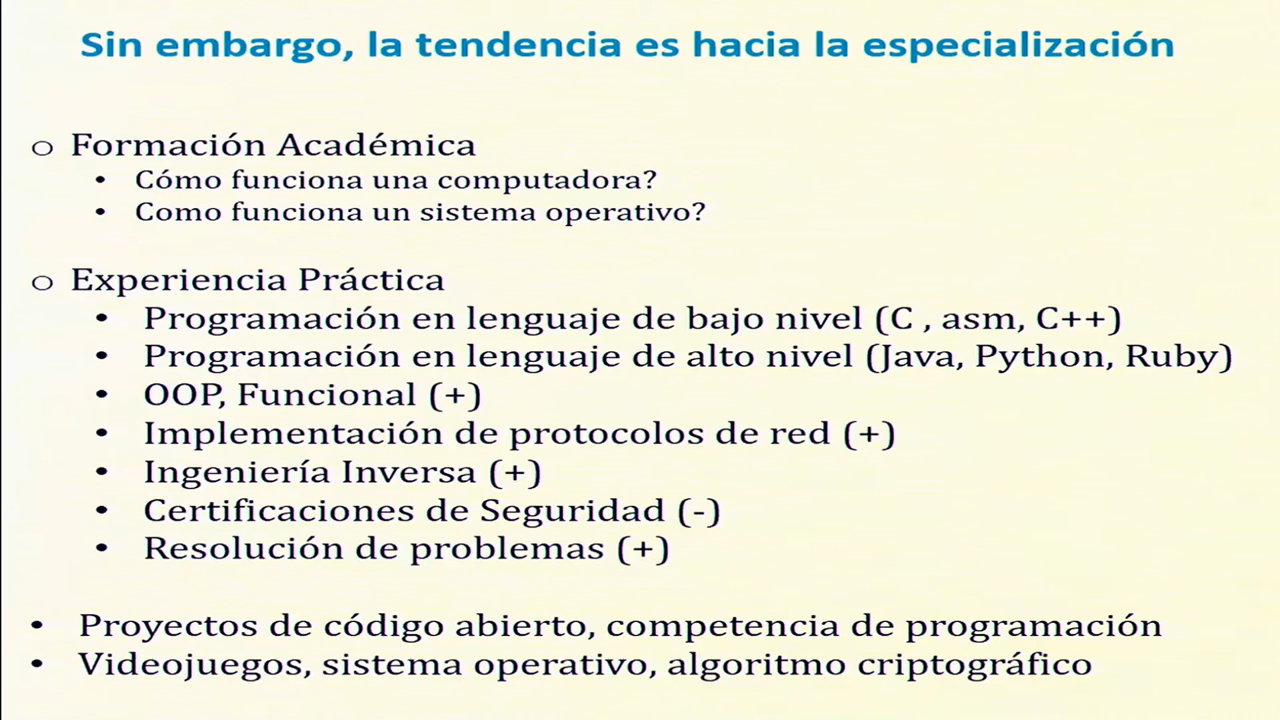 Sin embargo, la tendencia es hacia la especialización
o Formación Académica
• Cómo funciona una computadora?
• Como funciona un sistema operativo?
o Experiencia Práctica
• Programación en lenguaje de bajo nivel (C , asm, C++)
• Programación en lenguaje de alto nivel (Java, Python, Ruby)
• OOP, Funcional (+)
• Implementación de protocolos de red (+)
• Ingeniería Inversa (+)
• Certificaciones de Seguridad (-)
• Resolución de problemas (+)
• Proyectos de código abierto, competencia de programación
• Videojuegos, sistema operativo, algoritmo criptográfico